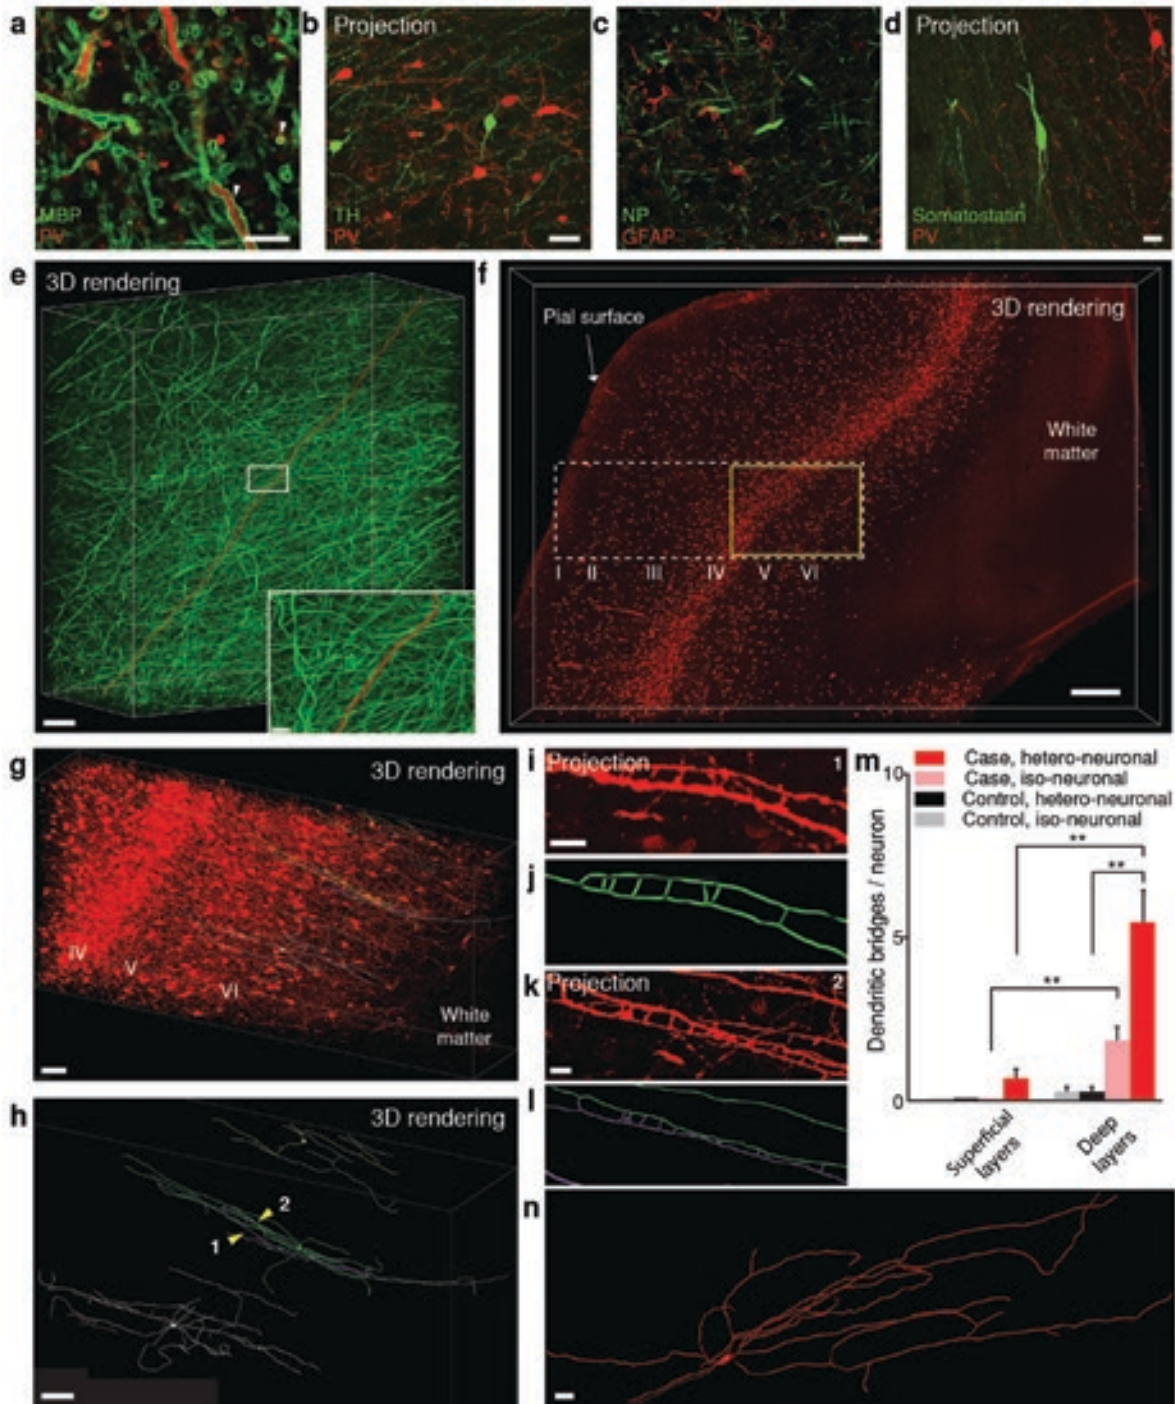 a
MBP
PV
b
Projection
TH
PV
c
NP
GFAP
d
Projection
Somatostatin
PV
e
3D rendering
f
3D rendering
Pial surface
White
matter
I II III IV V VI
g
3D rendering
IV
V
VI
White
matter
h
3D rendering
2
1
i
Projection 1
j
k
Projection 2
l
m
Case, hetero-neuronal
Case, iso-neuronal
Control, hetero-neuronal
Control, iso-neuronal
10
5
0
Dendritic bridges / neuron
**
**
**
* *
Superficial
layers
Deep
layers
n